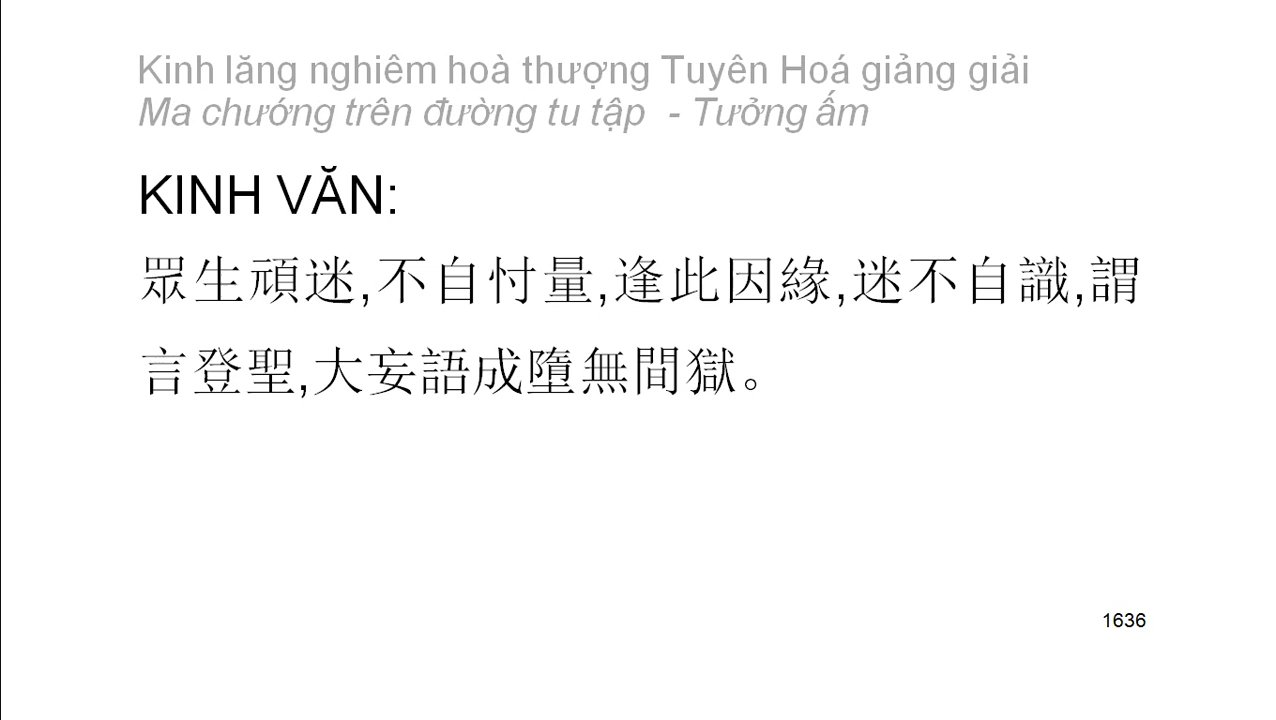 Kinh lăng nghiêm hoà thượng Tuyên Hoá giảng giải
Ma chướng trên đường tu tập - Tưởng ấm
KINH VĂN:
眾生頑迷,不自忖量,逢此因緣,迷不自識,謂
言登聖,大妄語成墮無間獄。
1636